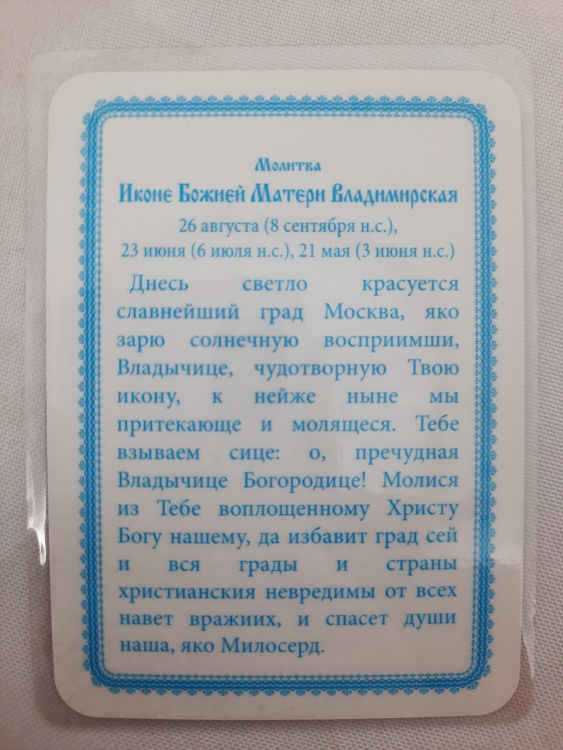 Молитва
Иконе Божией Матери Владимирская
26 августа (8 сентября н.с.),
23 июня (6 июля н.с.), 21 мая (3 июня н.с.)
Днесь светло красуется
славнейший град Москва, яко
зарю солнечную восприимши,
Владычице, чудотворную Твою
икону, к нейже ныне мы
притекающе и молящеся. Тебе
взываем сице: о, пречудная
Владычице Богородице! Молися
из Тебе воплощенному Христу
Богу нашему, да избавит град сей
и вся грады и страны
христианския невредимы от всех
навет вражиих, и спасет души
наша, яко Милосерд.